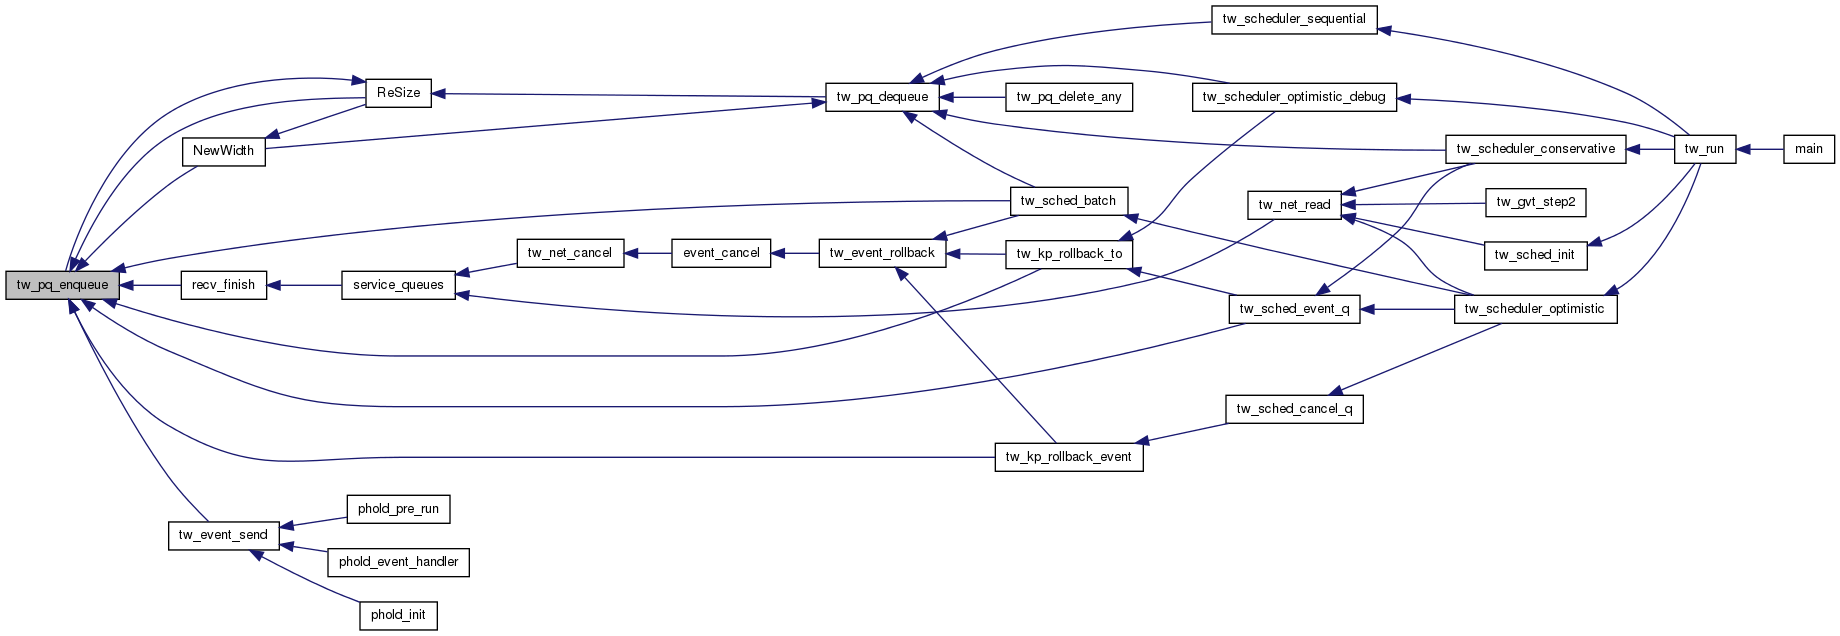 tw_scheduler_sequential
ReSize
tw_pq_dequeue
tw_pq_delete_any
tw_scheduler_optimistic_debug
NewWidth
tw_scheduler_conservative
tw_run
main
tw_sched_batch
tw_net_read
tw_gvt_step2
tw_net_cancel
event_cancel
tw_event_rollback
tw_kp_rollback_to
tw_sched_init
tw_pq_enqueue
recv_finish
service_queues
tw_sched_event_q
tw_scheduler_optimistic
tw_sched_cancel_q
tw_kp_rollback_event
phold_pre_run
tw_event_send
phold_event_handler
phold_init